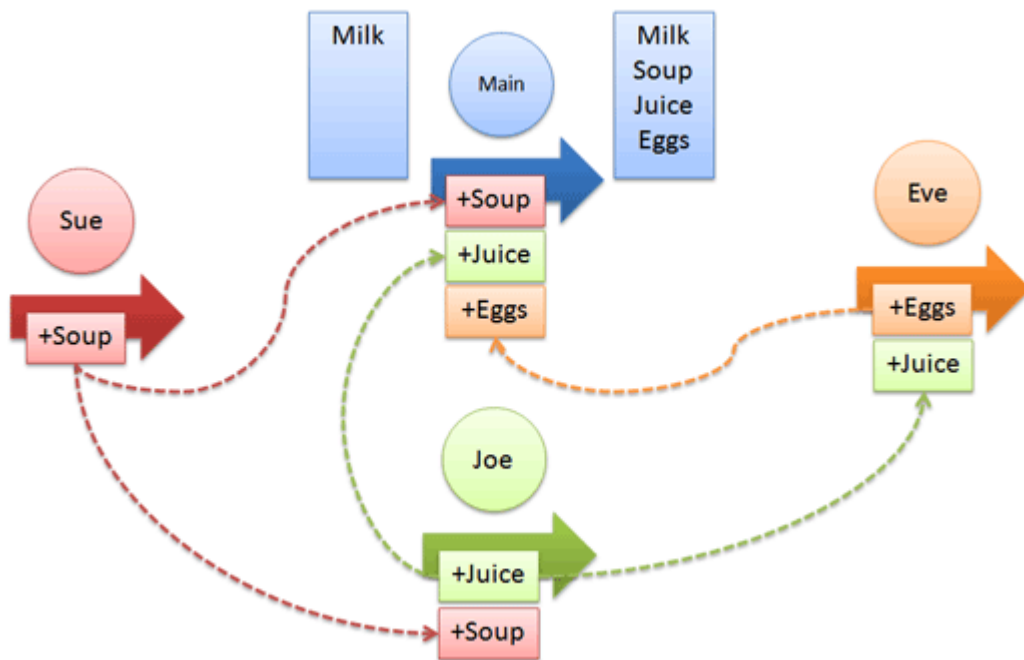 Milk
Main
Milk
Soup
Juice
Eggs
Sue
+Soup
+Soup
+Juice
+Eggs
Eve
+Eggs
+Juice
Joe
+Juice
+Soup